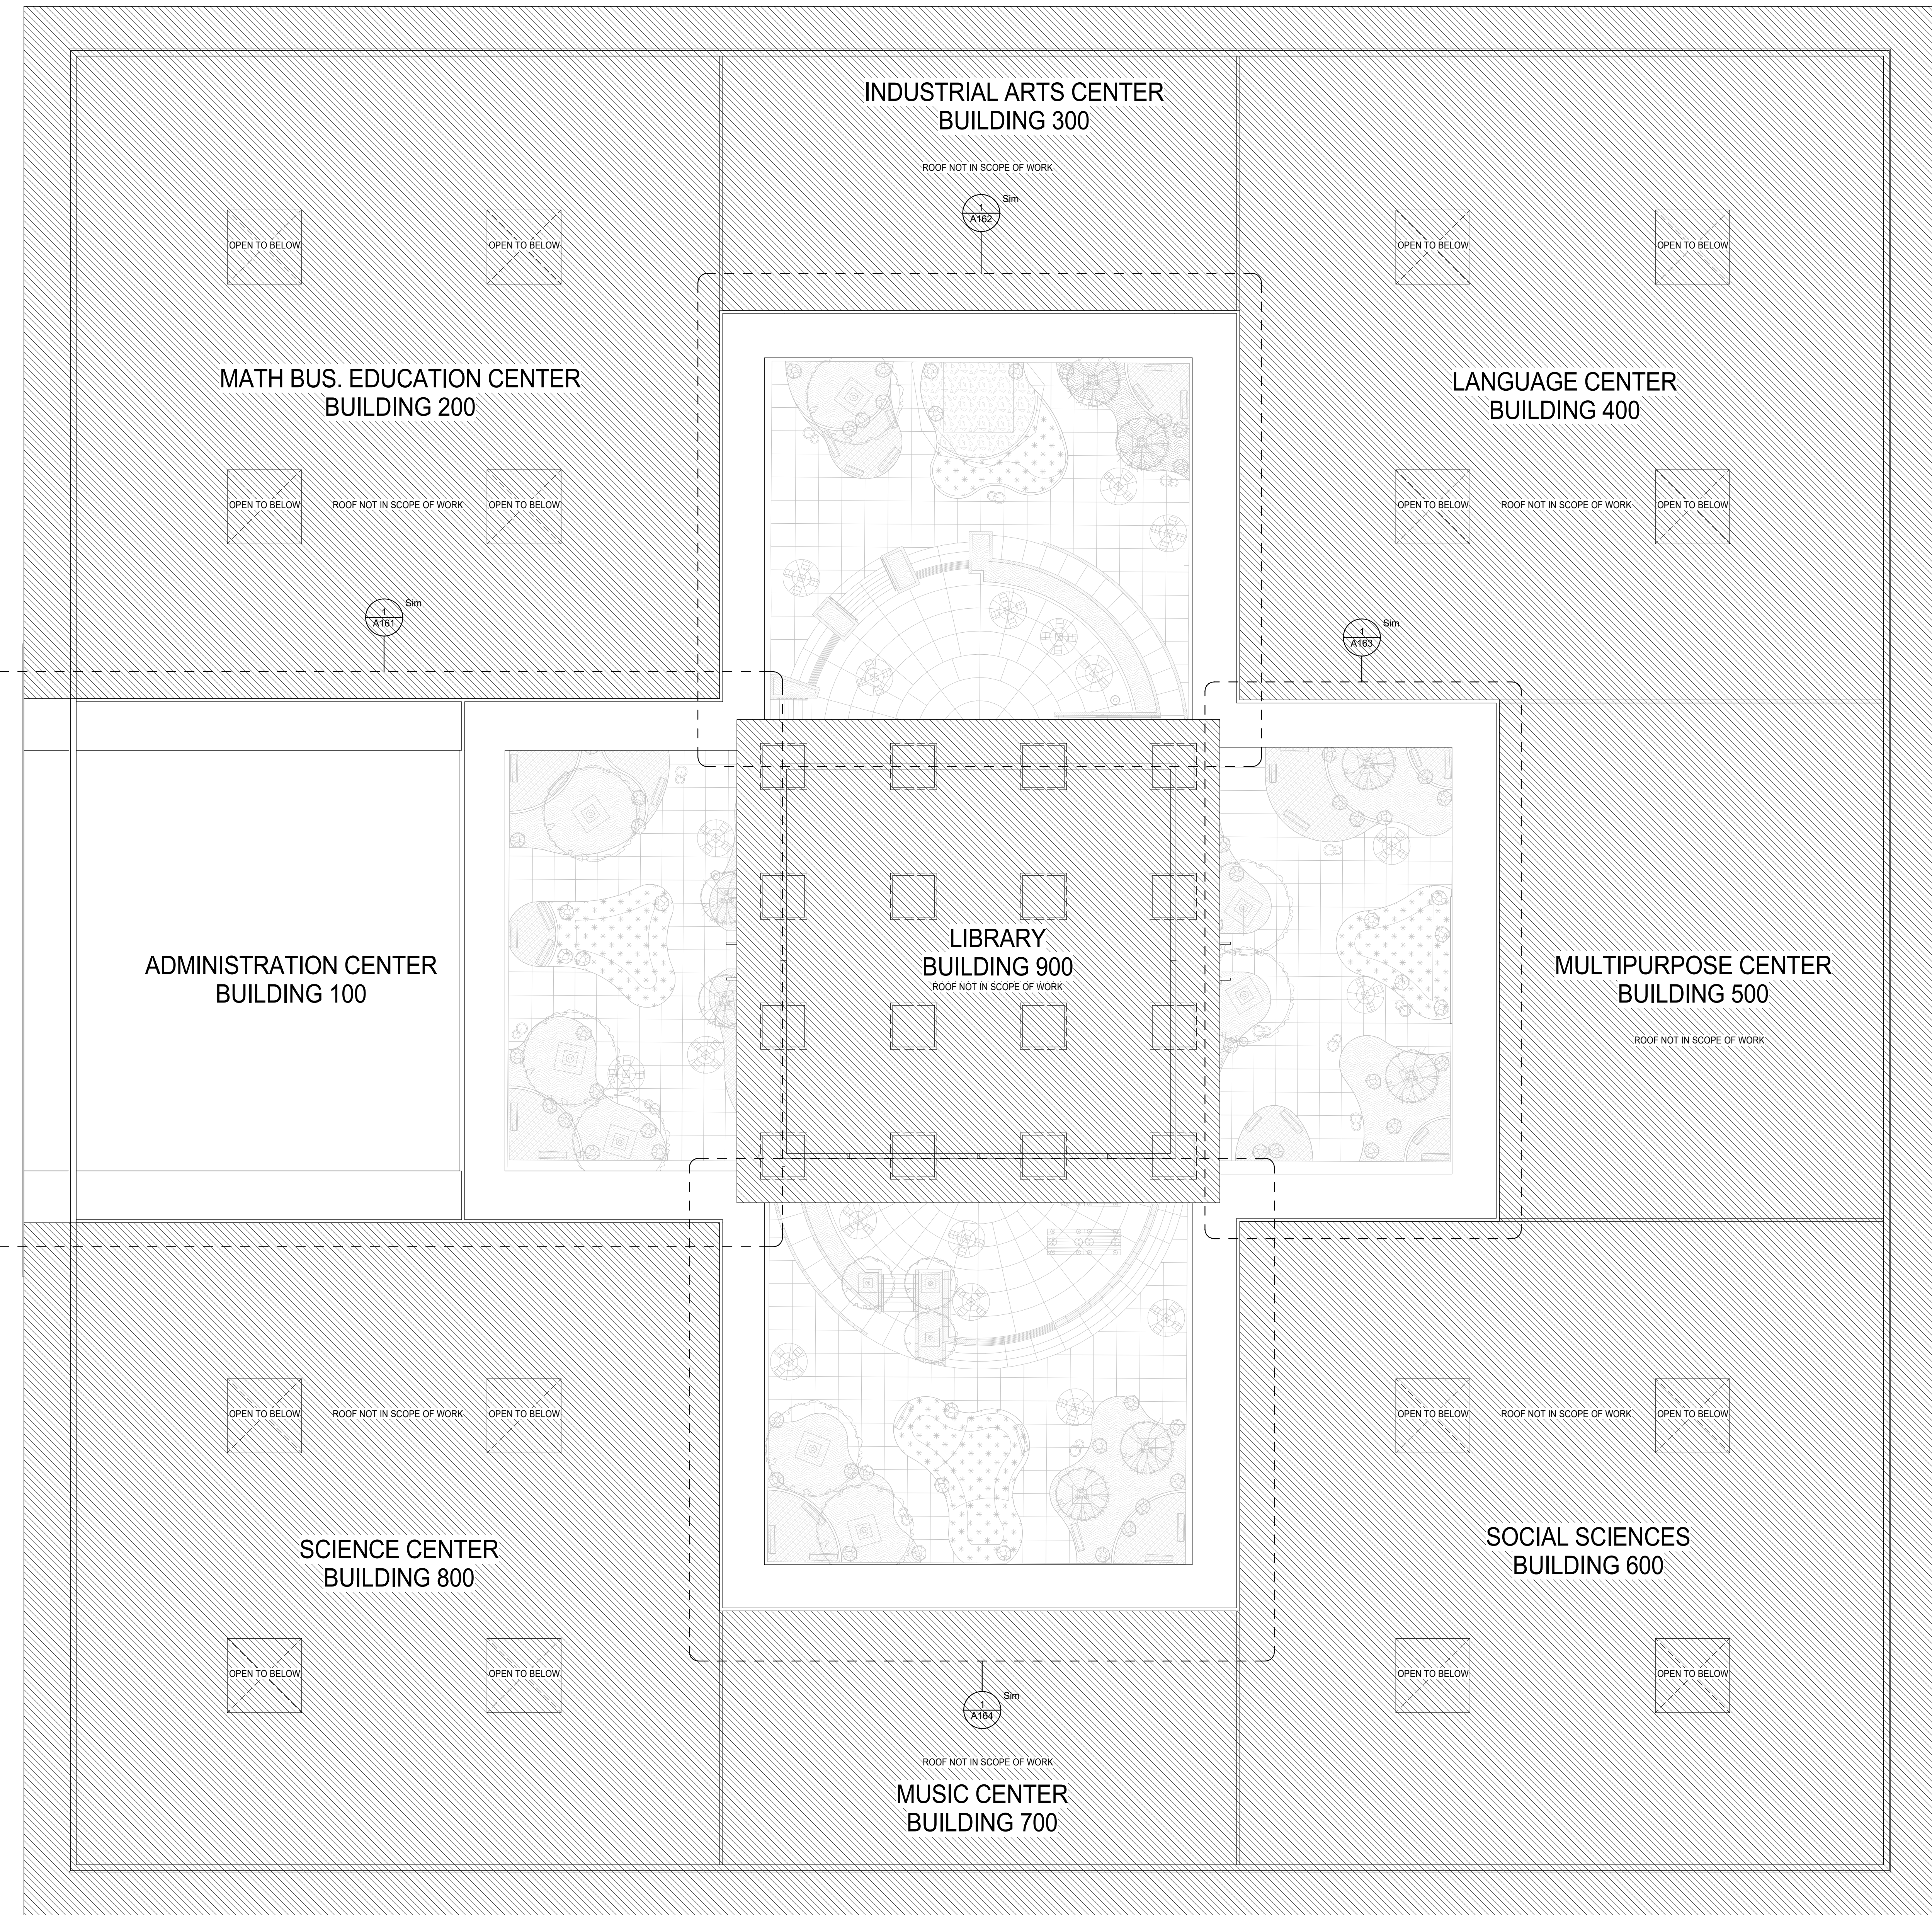 INDUSTRIAL ARTS CENTER
BUILDING 300
ROOF NOT IN SCOPE OF WORK
1
A162
Sim
OPEN TO BELOW
OPEN TO BELOW
OPEN TO BELOW
OPEN TO BELOW
MATH BUS. EDUCATION CENTER
BUILDING 200
LANGUAGE CENTER
BUILDING 400
OPEN TO BELOW
ROOF NOT IN SCOPE OF WORK
OPEN TO BELOW
OPEN TO BELOW
ROOF NOT IN SCOPE OF WORK
OPEN TO BELOW
1
A161
Sim
1
A163
Sim
ADMINISTRATION CENTER
BUILDING 100
LIBRARY
BUILDING 900
ROOF NOT IN SCOPE OF WORK
MULTIPURPOSE CENTER
BUILDING 500
ROOF NOT IN SCOPE OF WORK
OPEN TO BELOW
ROOF NOT IN SCOPE OF WORK
OPEN TO BELOW
OPEN TO BELOW
ROOF NOT IN SCOPE OF WORK
OPEN TO BELOW
SCIENCE CENTER
BUILDING 800
SOCIAL SCIENCES
BUILDING 600
OPEN TO BELOW
OPEN TO BELOW
OPEN TO BELOW
OPEN TO BELOW
1
A164
Sim
ROOF NOT IN SCOPE OF WORK
MUSIC CENTER
BUILDING 700